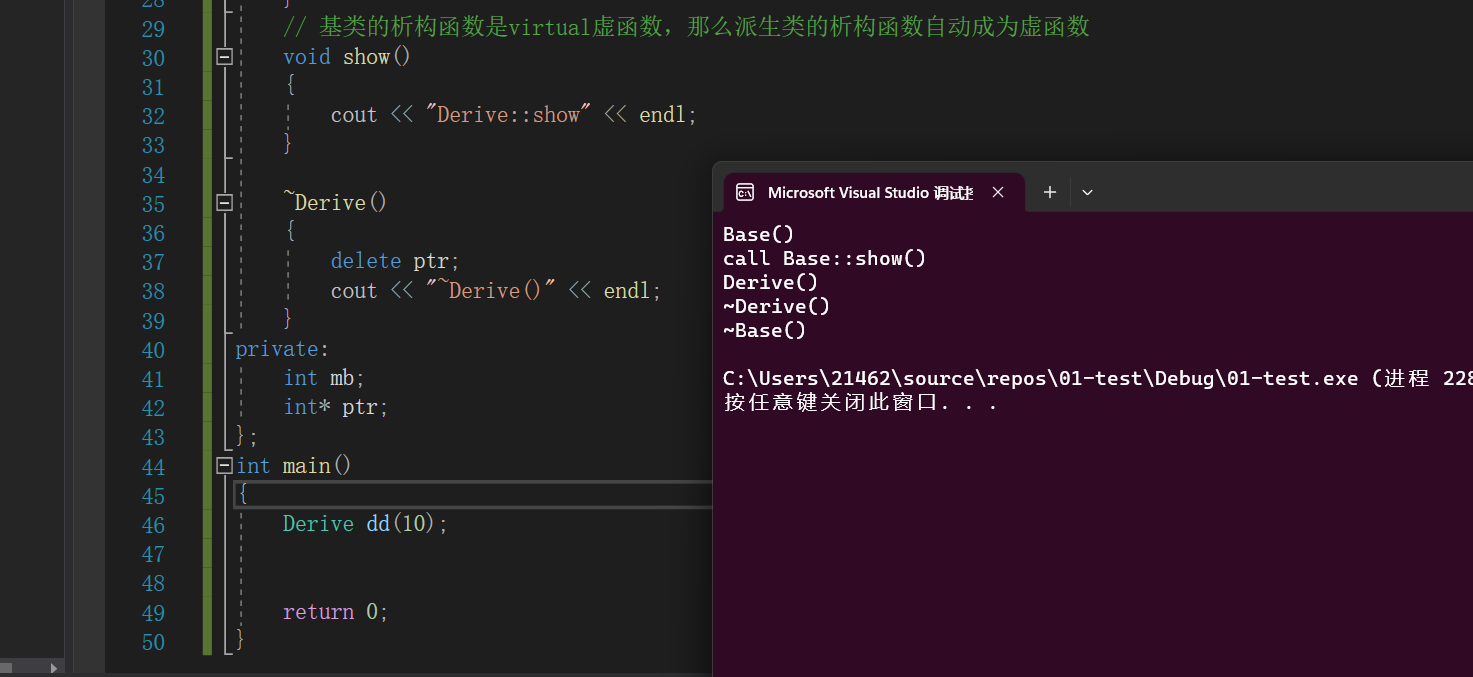 28 }
29 // 基类的析构函数是virtual虚函数，那么派生类的析构函数自动成为虚函数
30 void show()
31 {
32 cout << "Derive::show" << endl;
33 }
34
35 ~Derive()
36 {
37 delete ptr;
38 cout << "~Derive()" << endl;
39 }
40 private:
41 int mb;
42 int* ptr;
43 };
44 int main()
45 {
46 Derive dd(10);
47
48
49 return 0;
50 }
Microsoft Visual Studio 调试
Base()
call Base::show()
Derive()
~Derive()
~Base()
C:\Users\21462\source\repos\01-test\Debug\01-test.exe (进程 228
按任意键关闭此窗口. . .